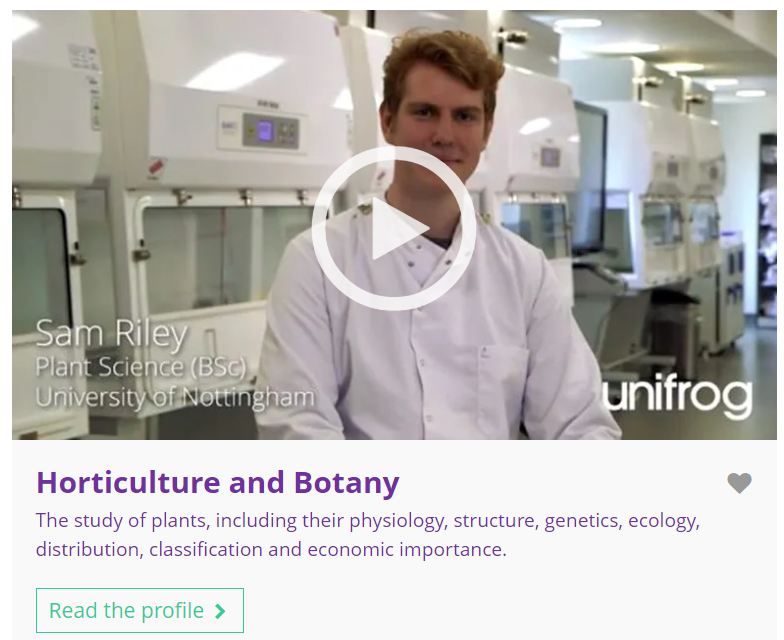 Sam Riley
Plant Science (BSc)
University of Nottingham
unifrog
Horticulture and Botany
The study of plants, including their physiology, structure, genetics, ecology,
distribution, classification and economic importance.
Read the profile